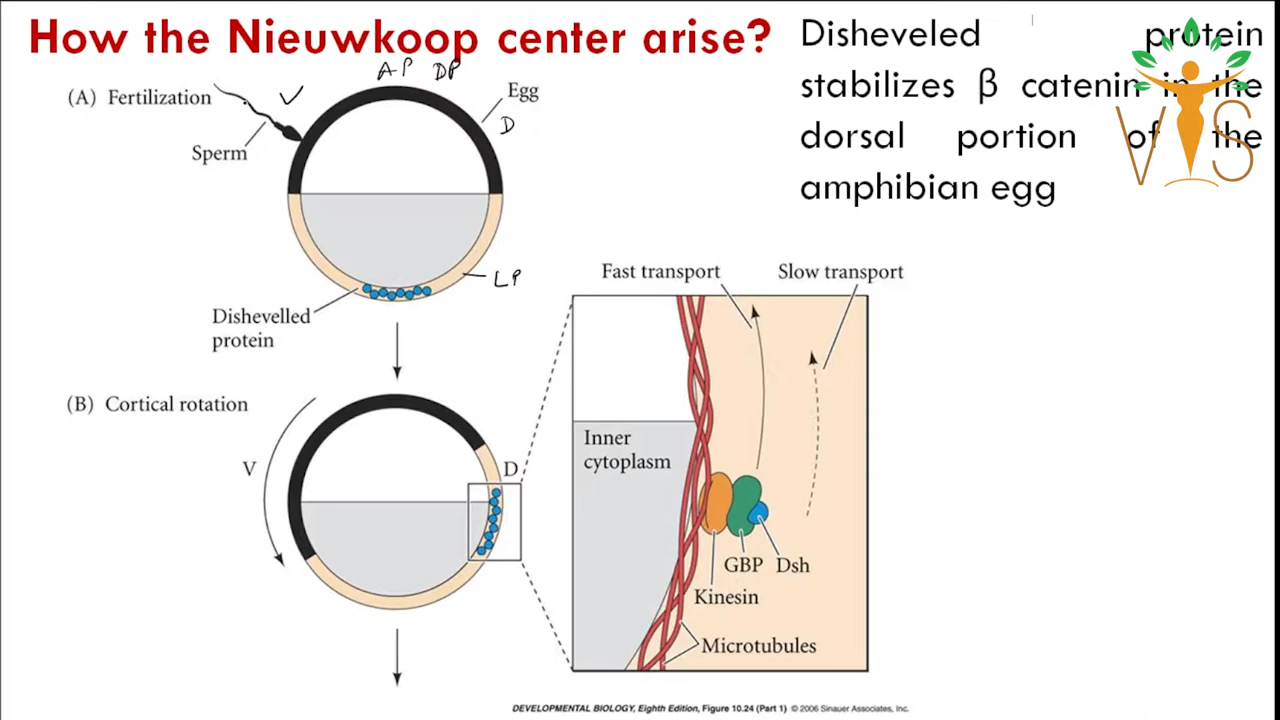 How the Nieuwkoop center arise?
Disheveled protein
stabilizes β catenin in the
dorsal portion of the
amphibian egg
VS
AP DP
(A) Fertilization
V
Egg
D
Sperm
LP
Dishevelled
protein
Fast transport
Slow transport
(B) Cortical rotation
V
D
Inner
cytoplasm
GBP Dsh
Kinesin
Microtubules
DEVELOPMENTAL BIOLOGY, Eighth Edition, Figure 10.24 (Part 1) © 2006 Sinauer Associates, Inc.